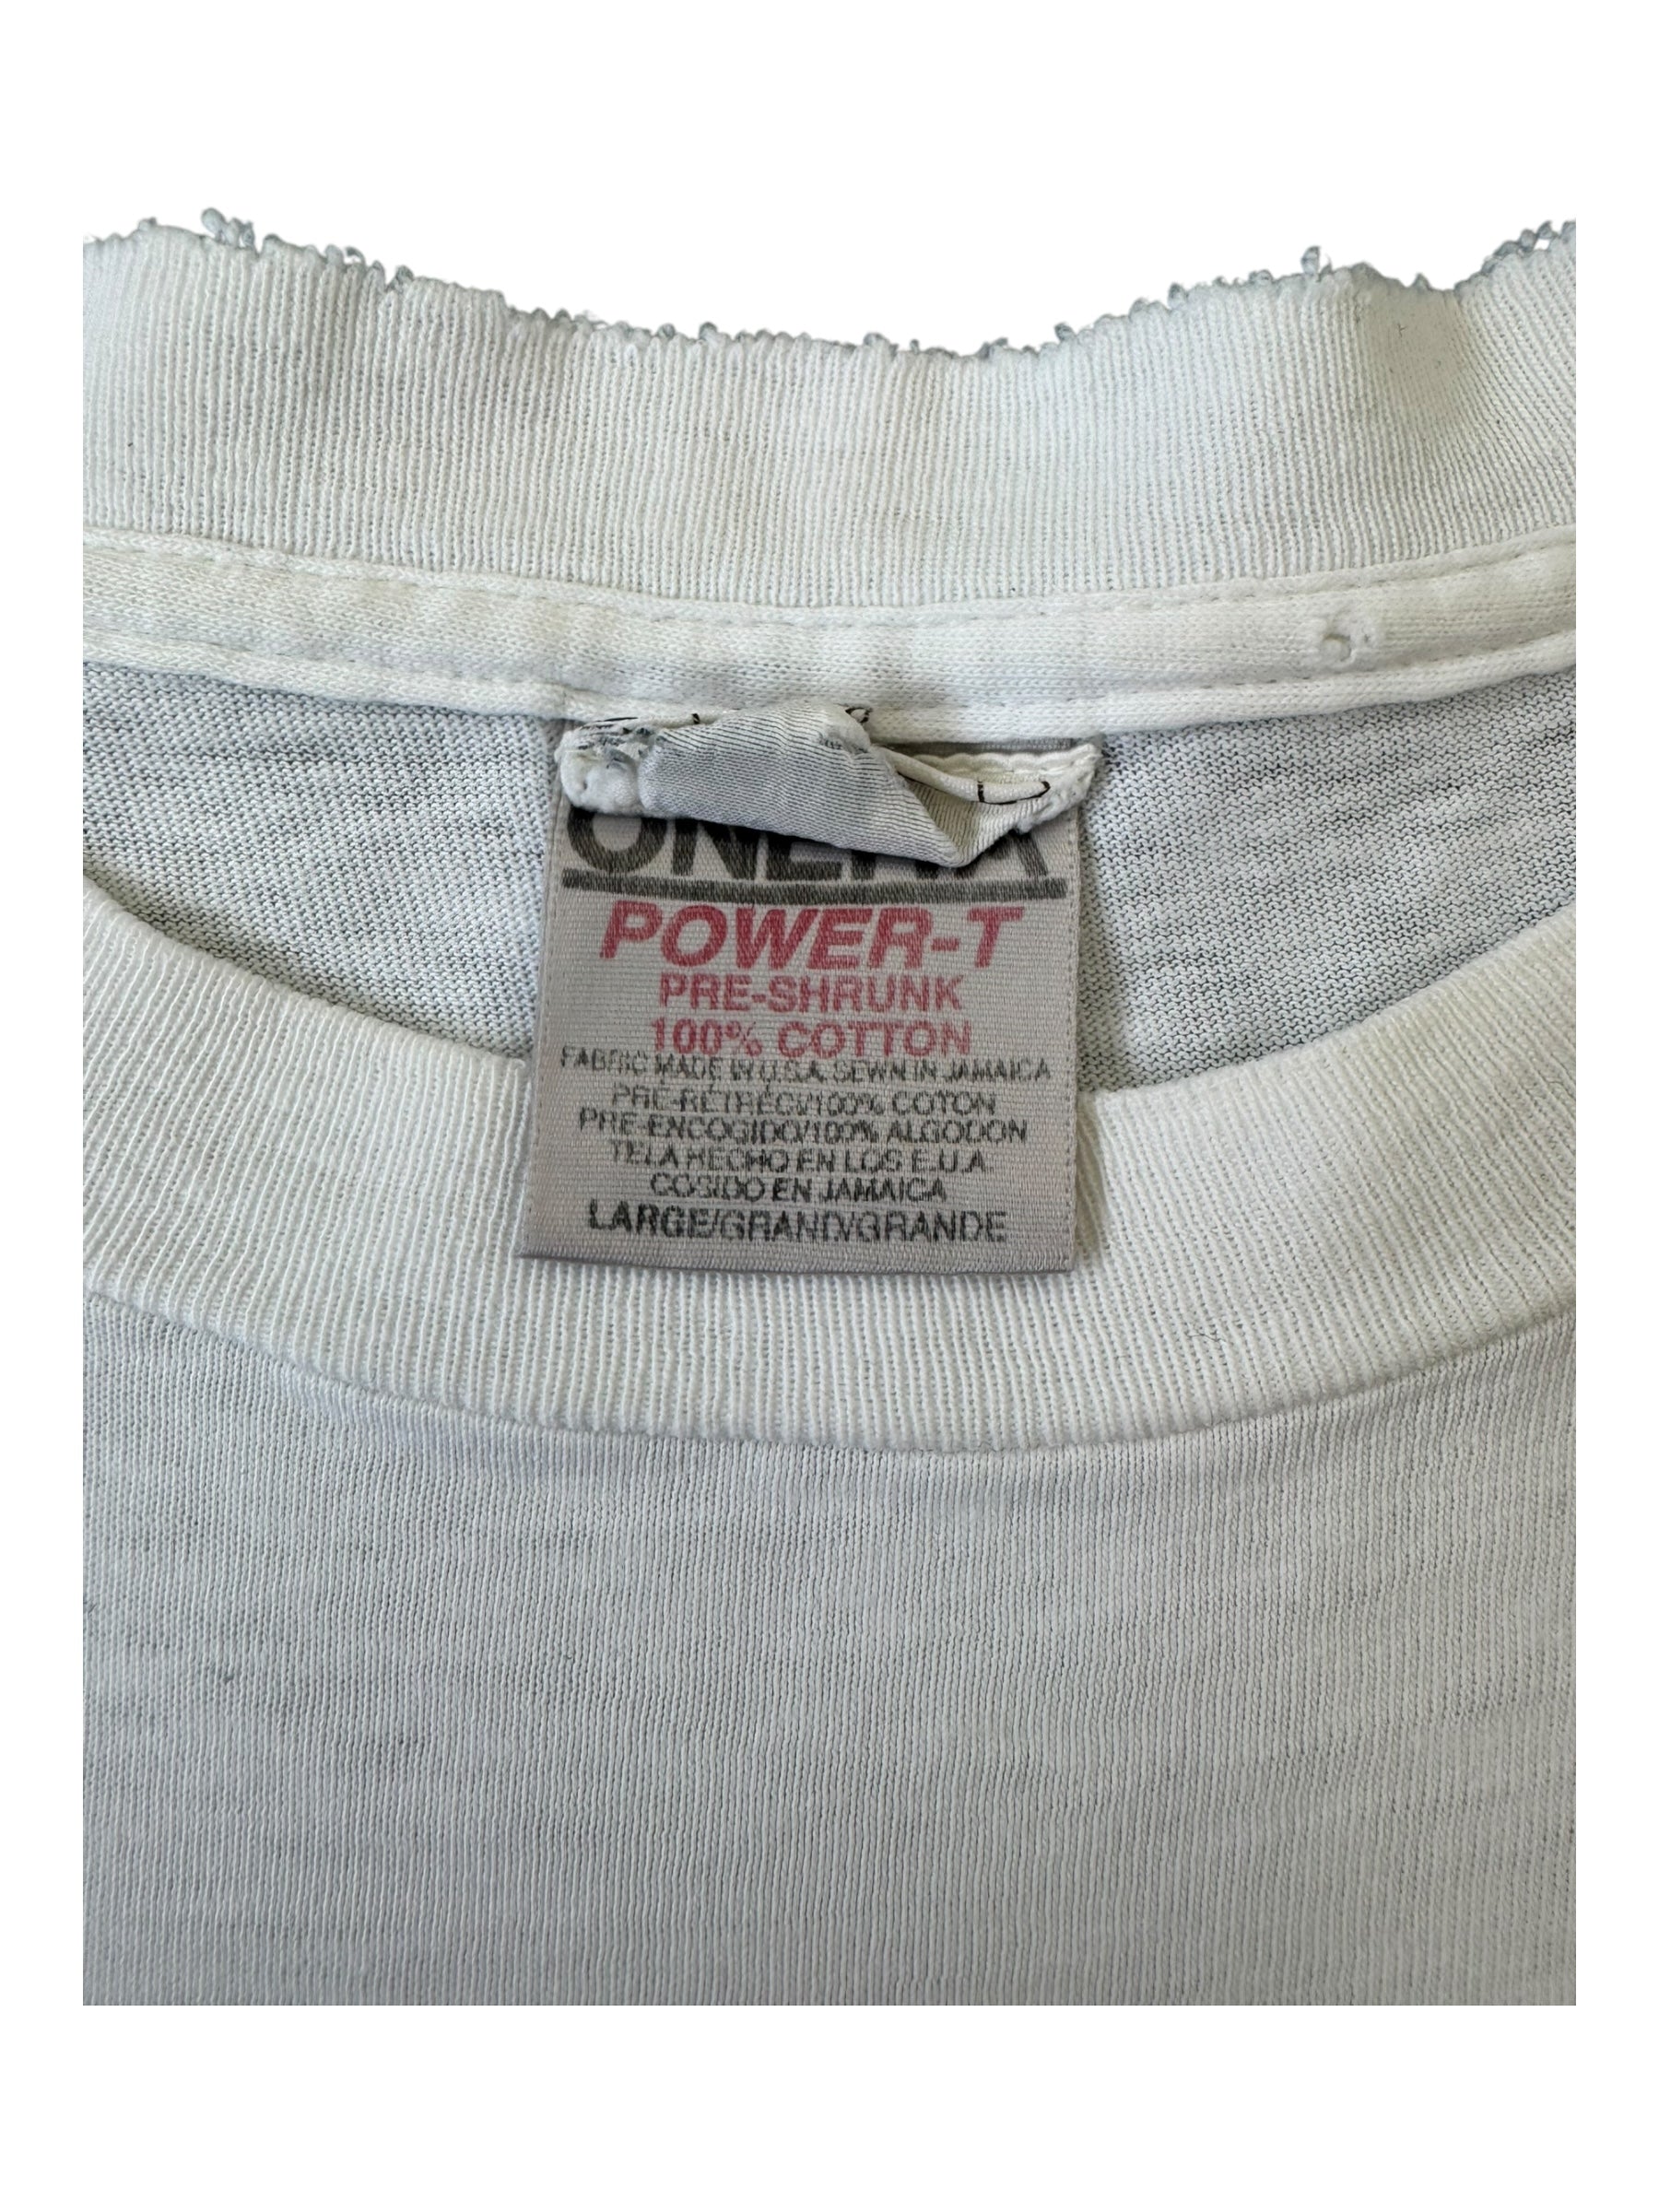 ONEITA
POWER-T
PRE-SHRUNK
100% COTTON
FABRIC MADE IN U.S.A. SEWN IN JAMAICA
PRÉ-RÉTRÉCI/100% COTON
PRE-ENCOGIDO/100% ALGODON
TELA HECHO EN LOS E.U.A.
COSIDO EN JAMAICA
LARGE/GRAND/GRANDE